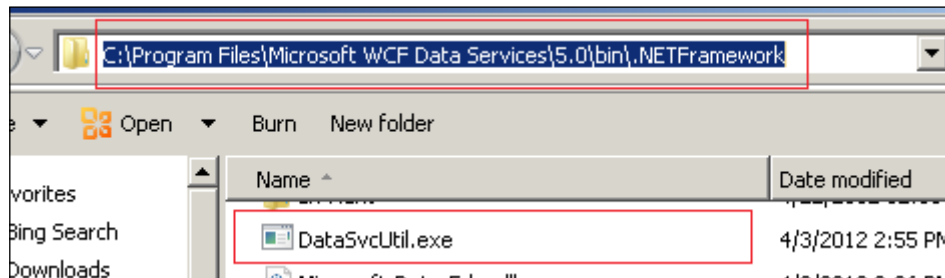 C:\Program Files\Microsoft WCF Data Services\5.0\bin\.NETFramework
Open Burn New folder
Name Date modified
vorites
Bing Search
DataSvcUtil.exe 4/3/2012 2:55 PM
Downloads